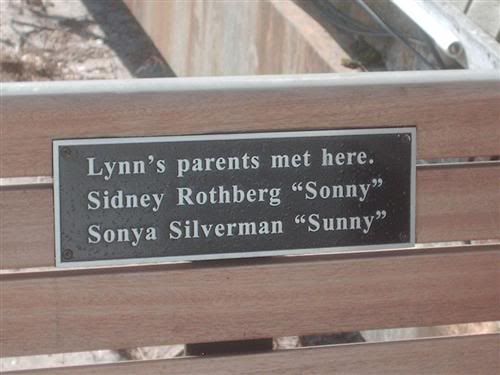 Lynn's parents met here.
Sidney Rothberg “Sonny”
Sonya Silverman “Sunny”